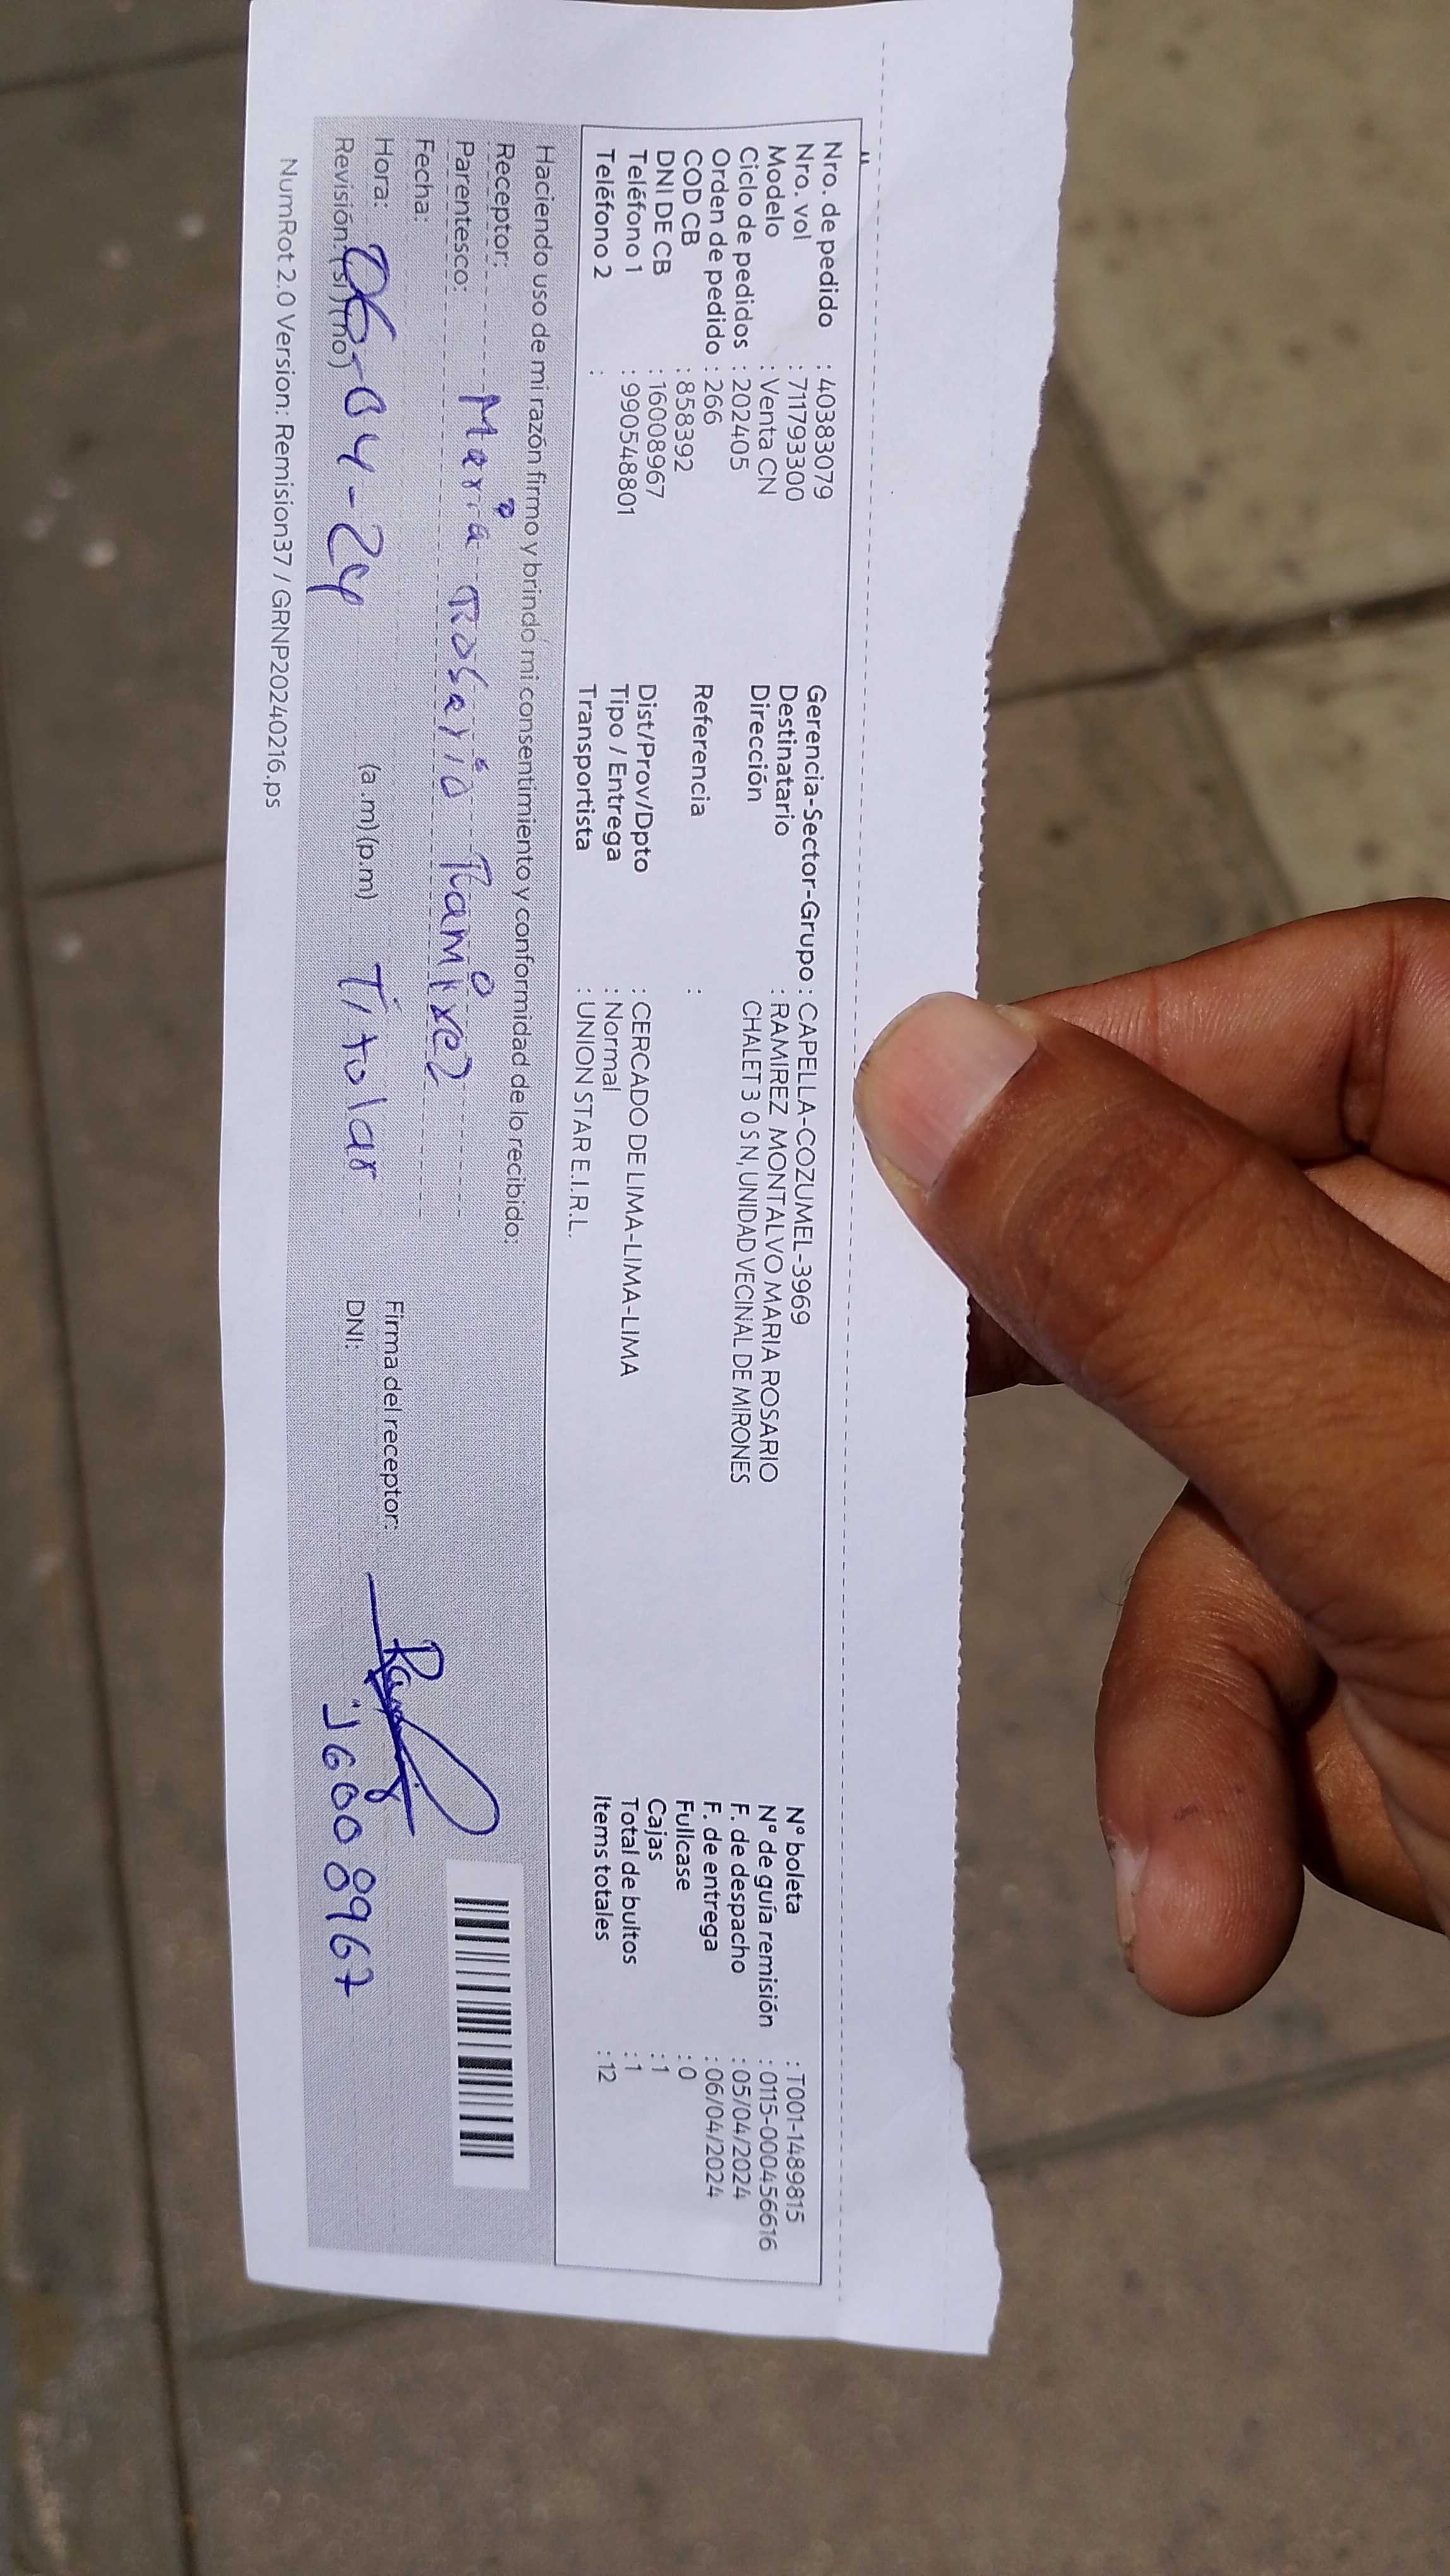 Nro. de pedido : 40383079
Nro. vol : 711793300
Modelo : Venta CN
Ciclo de pedidos : 202405
Orden de pedido : 266
COD CB : 858392
DNI DE CB : 16008967
Teléfono 1 : 990548801
Teléfono 2 :
Gerencia-Sector-Grupo : CAPELLA-COZUMEL-3969
Destinatario : RAMIREZ MONTALVO MARIA ROSARIO
Dirección CHALET 3 0 S N, UNIDAD VECINAL DE MIRONES
Referencia :
Dist/Prov/Dpto : CERCADO DE LIMA-LIMA-LIMA
Tipo / Entrega : Normal
Transportista : UNION STAR E.I.R.L.
N° boleta : T001-1489815
N° de guía remisión : 0115-000456616
F. de despacho : 05/04/2024
F. de entrega : 06/04/2024
Fullcase : 0
Cajas : 1
Total de bultos : 1
Items totales : 12
Haciendo uso de mi razón firmo y brindo mi consentimiento y conformidad de lo recibido:
Receptor: Maria Rosario Ramirez
Parentesco:
Fecha:
Hora: (a.m) (p.m) Titolar
Revisión: (si) (no) 06-04-24
Firma del receptor:
DNI: 16008967
NumRot 2.0 Version: Remision37 / GRNP20240216.ps